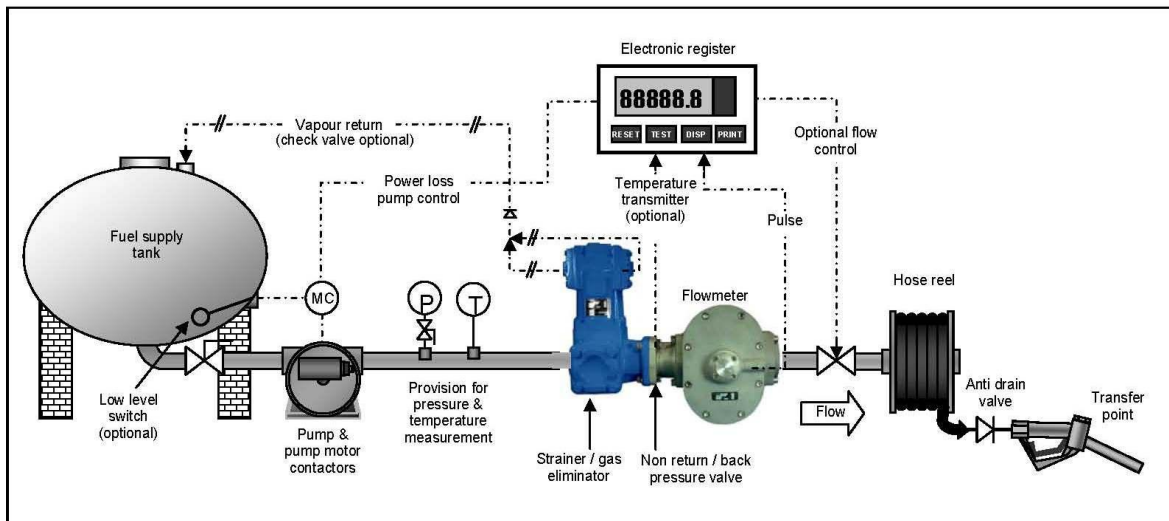 Electronic register
88888.8
RESET TEST DISP PRINT
Vapour return
(check valve optional)
Optional flow
control
Power loss
pump control
Temperature
transmitter
(optional)
Pulse
Fuel supply
tank
MC
P
T
Flowmeter
Hose reel
Low level
switch
(optional)
Pump &
pump motor
contactors
Provision for
pressure &
temperature
measurement
Strainer / gas
eliminator
Non return / back
pressure valve
Flow
Anti drain
valve
Transfer
point